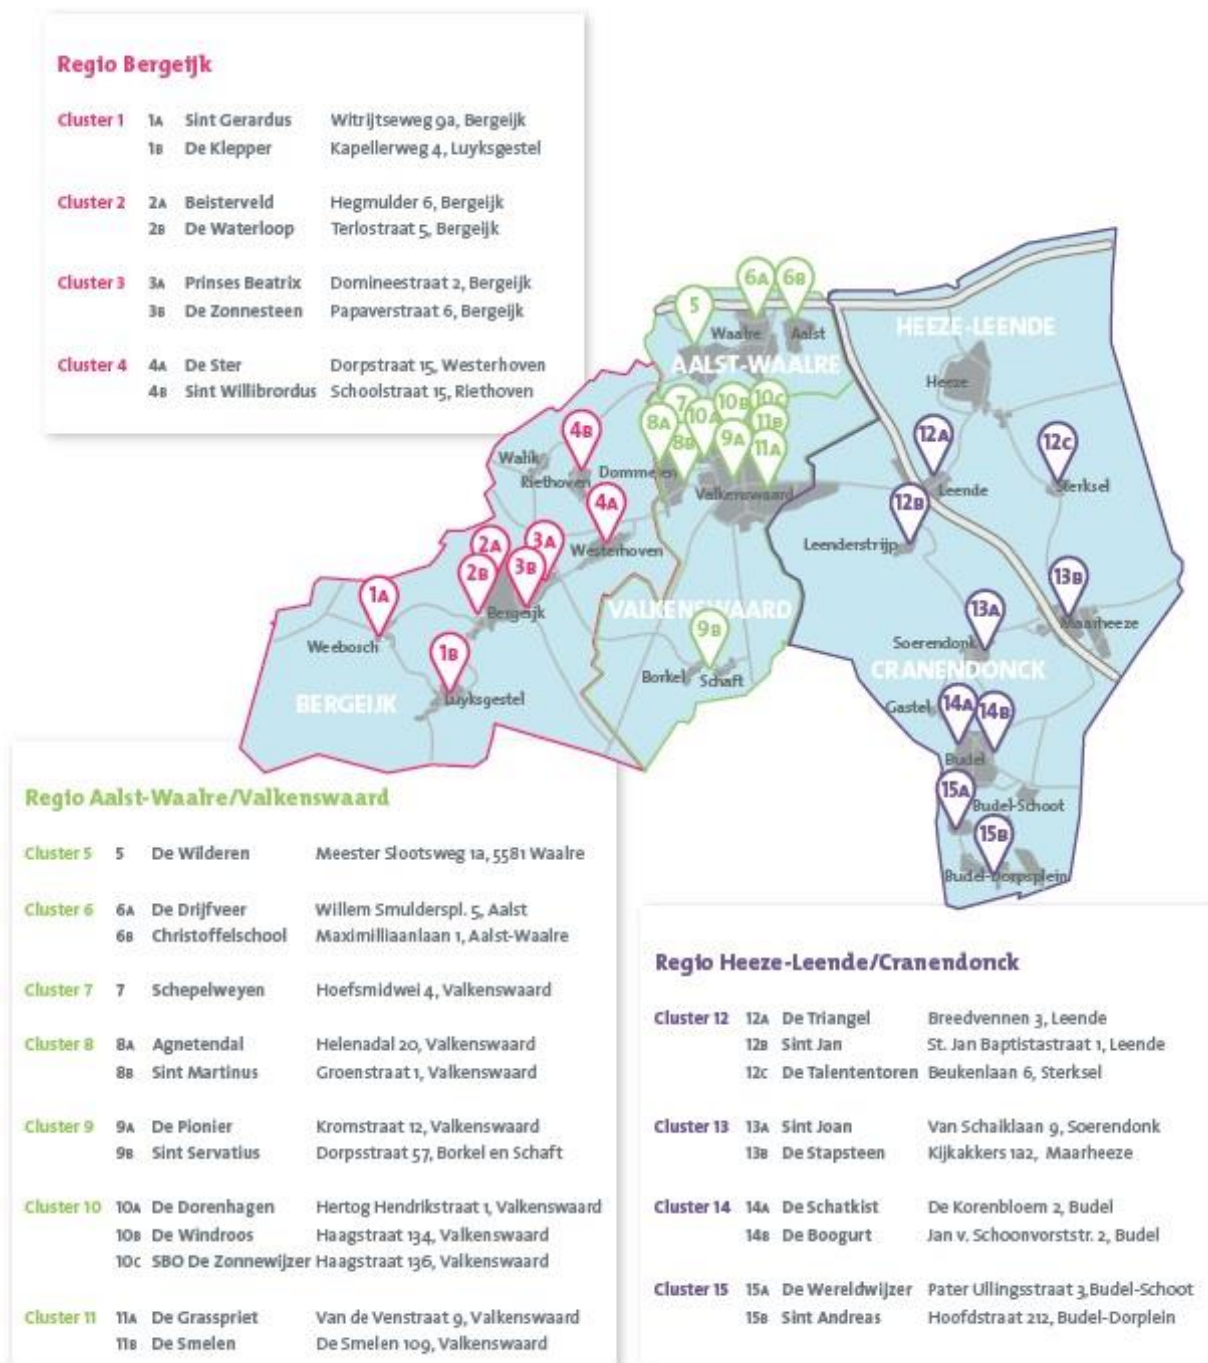 Regio Bergeijk
Cluster 1 1A Sint Gerardus Witrijtseweg 9a, Bergeijk
1B De Klepper Kapellerweg 4, Luyksgestel
Cluster 2 2A Beisterveld Hegmulder 6, Bergeijk
2B De Waterloop Terlostraat 5, Bergeijk
Cluster 3 3A Prinses Beatrix Domineestraat 2, Bergeijk
3B De Zonnesteen Papaverstraat 6, Bergeijk
Cluster 4 4A De Ster Dorpstraat 15, Westerhoven
4B Sint Willibrordus Schoolstraat 15, Riethoven
6A 6B
5
Waalre Aalst
HEEZE-LEENDE
AALST-WAALRE
Heeze
7 10B 10C
8A 10A 11B
8B 9A 11A
4B
12A 12C
Walik
Riethoven
Dommelen
Valkenswaard
Leende
Sterksel
4A
12B
Westerhoven
Leenderstrijp
2A 3A
2B 3B
13B
1A
Bergeijk
VALKENSWAARD
13A
Maarheeze
9B
Weebosch
Soerendonk
1B
CRANENDONCK
Borkel Schaft
BERGEIJK
Luyksgestel
Gastel
14A 14B
Budel
15A
Budel-Schoot
15B
Budel-Dorpsplein
Regio Aalst-Waalre/Valkenswaard
Cluster 5 5 De Wilderen Meester Slootsweg 1a, 5581 Waalre
Cluster 6 6A De Drijfveer Willem Smulderspl. 5, Aalst
6B Christoffelschool Maximilliaanlaan 1, Aalst-Waalre
Cluster 7 7 Schepelweyen Hoefsmidwei 4, Valkenswaard
Cluster 8 8A Agnetendal Helenadal 20, Valkenswaard
8B Sint Martinus Groenstraat 1, Valkenswaard
Cluster 9 9A De Pionier Kromstraat 12, Valkenswaard
9B Sint Servatius Dorpsstraat 57, Borkel en Schaft
Cluster 10 10A De Dorenhagen Hertog Hendrikstraat 1, Valkenswaard
10B De Windroos Haagstraat 134, Valkenswaard
10C SBO De Zonnewijzer Haagstraat 136, Valkenswaard
Cluster 11 11A De Grasspriet Van de Venstraat 9, Valkenswaard
11B De Smelen De Smelen 109, Valkenswaard
Regio Heeze-Leende/Cranendonck
Cluster 12 12A De Triangel Breedvennen 3, Leende
12B Sint Jan St. Jan Baptistastraat 1, Leende
12C De Talententoren Beukenlaan 6, Sterksel
Cluster 13 13A Sint Joan Van Schaiklaan 9, Soerendonk
13B De Stapsteen Kijkakkers 1a2, Maarheeze
Cluster 14 14A De Schatkist De Korenbloem 2, Budel
14B De Boogurt Jan v. Schoonvorststr. 2, Budel
Cluster 15 15A De Wereldwijzer Pater Ullingsstraat 3,Budel-Schoot
15B Sint Andreas Hoofdstraat 212, Budel-Dorplein